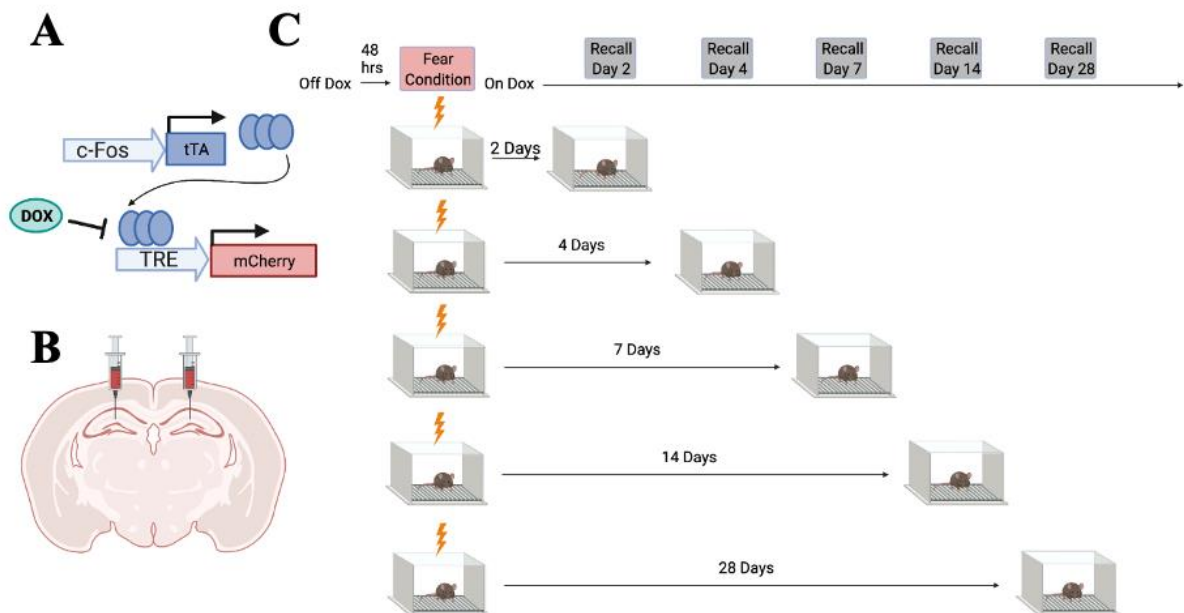 A
c-Fos
tTA
DOX
TRE
mCherry
B
C
Off Dox
48
hrs
Fear
Condition
On Dox
Recall
Day 2
Recall
Day 4
Recall
Day 7
Recall
Day 14
Recall
Day 28
2 Days
4 Days
7 Days
14 Days
28 Days